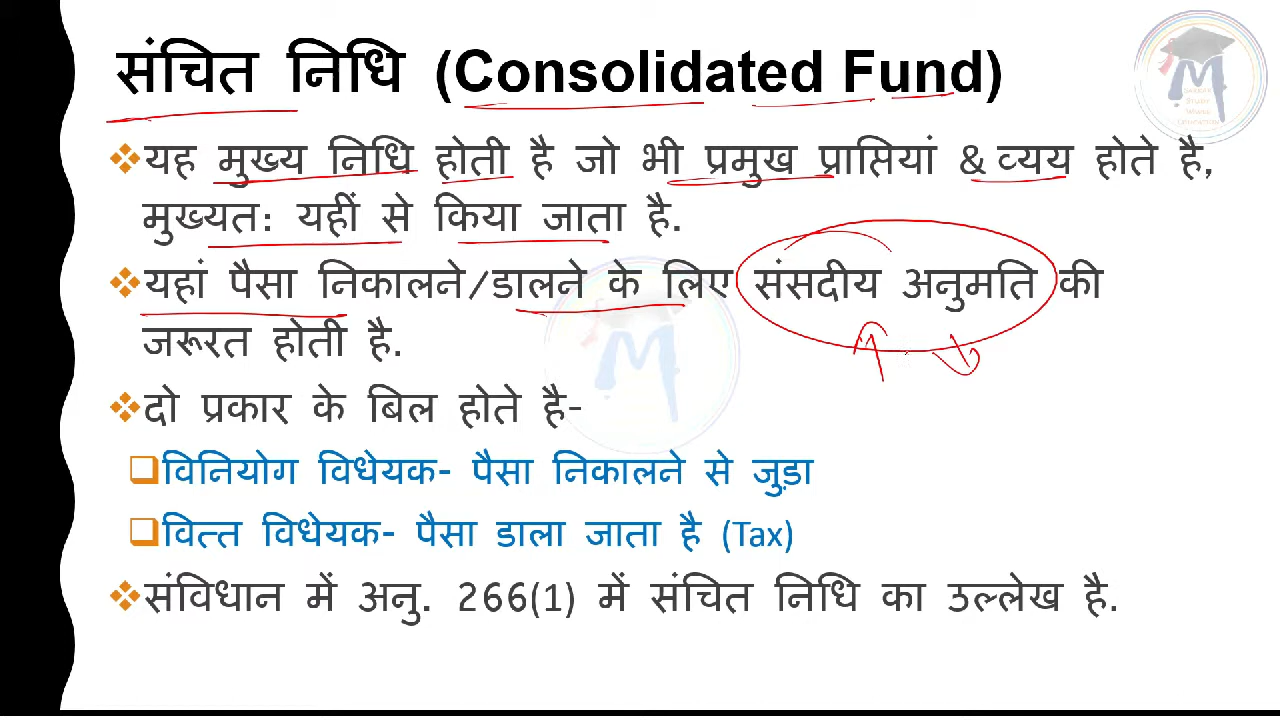 संचित निधि (Consolidated Fund)
यह मुख्य निधि होती है जो भी प्रमुख प्राप्तियां & व्यय होते है,
मुख्यत: यहीं से किया जाता है.
यहां पैसा निकालने/डालने के लिए संसदीय अनुमति की
जरूरत होती है.
दो प्रकार के बिल होते है-
विनियोग विधेयक- पैसा निकालने से जुड़ा
वित्त विधेयक- पैसा डाला जाता है (Tax)
संविधान में अनु. 266(1) में संचित निधि का उल्लेख है.